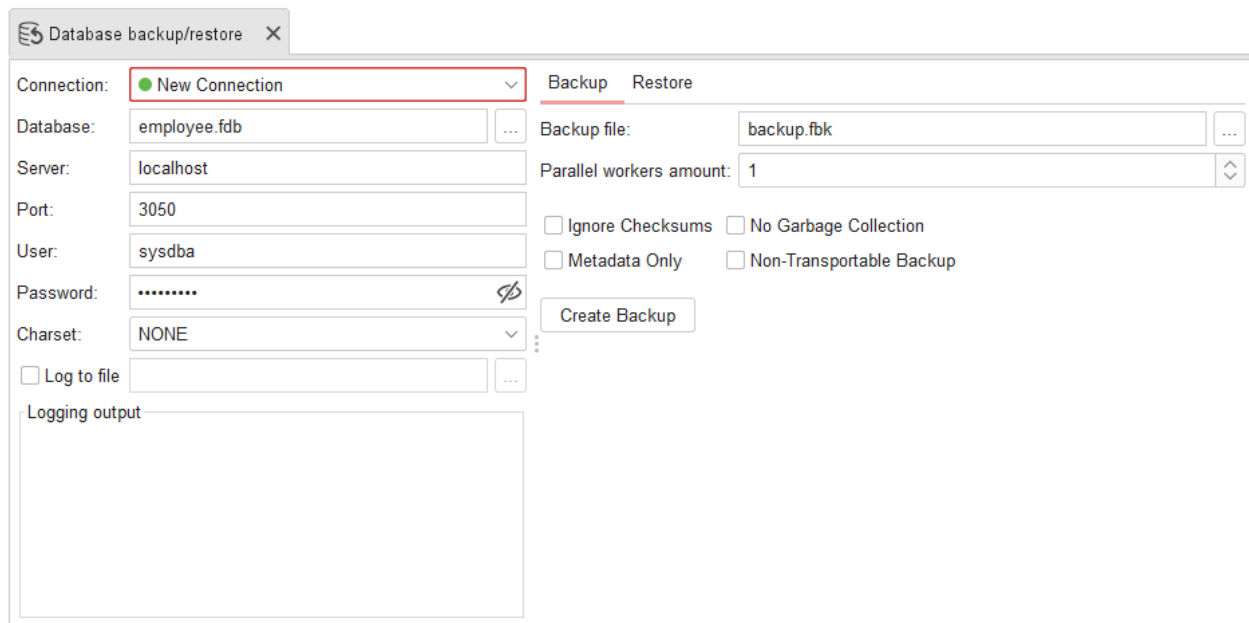 Database backup/restore
Connection: New Connection
Database: employee.fdb ...
Server: localhost
Port: 3050
User: sysdba
Password: •••••••••
Charset: NONE
Log to file ...
Logging output
Backup Restore
Backup file: backup.fbk ...
Parallel workers amount: 1
Ignore Checksums No Garbage Collection
Metadata Only Non-Transportable Backup
Create Backup